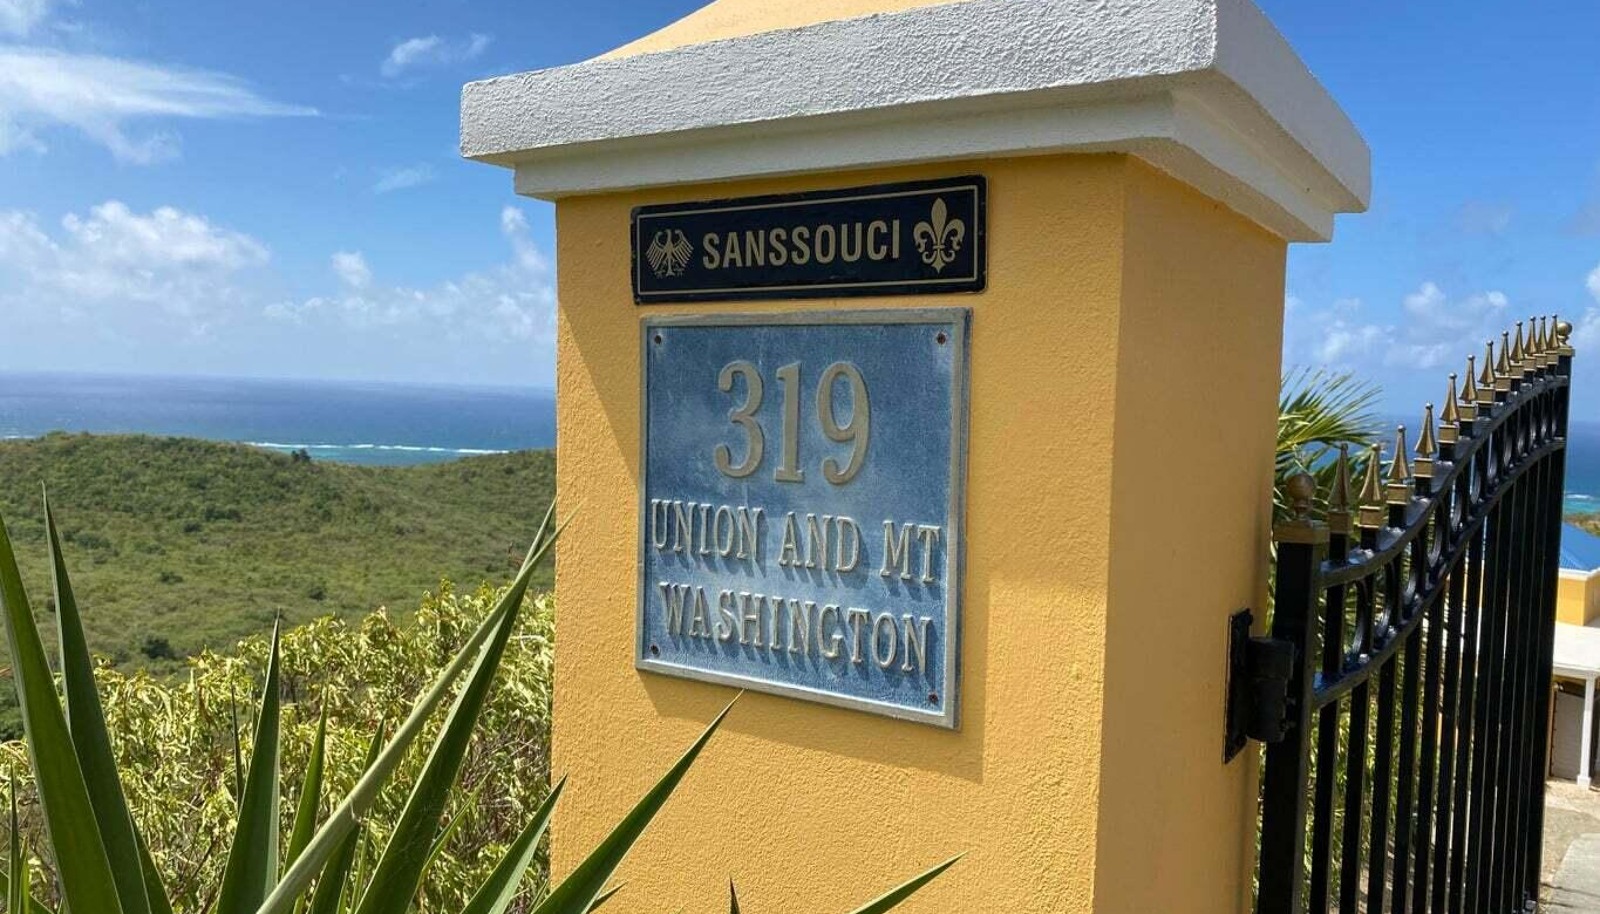 SANSSOUCI
319
UNION AND MT
WASHINGTON